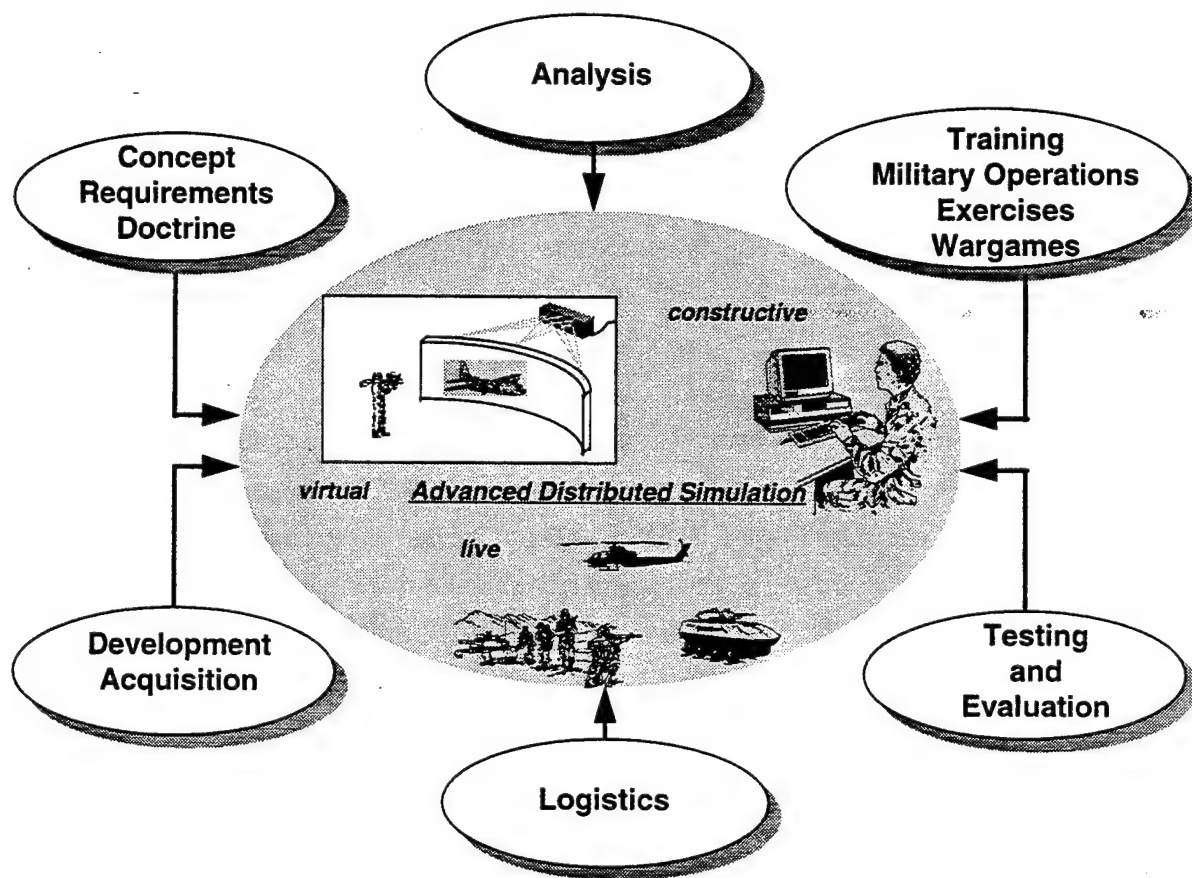 Analysis
Concept
Requirements
Doctrine
Training
Military Operations
Exercises
Wargames
constructive
virtual
Advanced Distributed Simulation
live
Development
Acquisition
Testing
and
Evaluation
Logistics